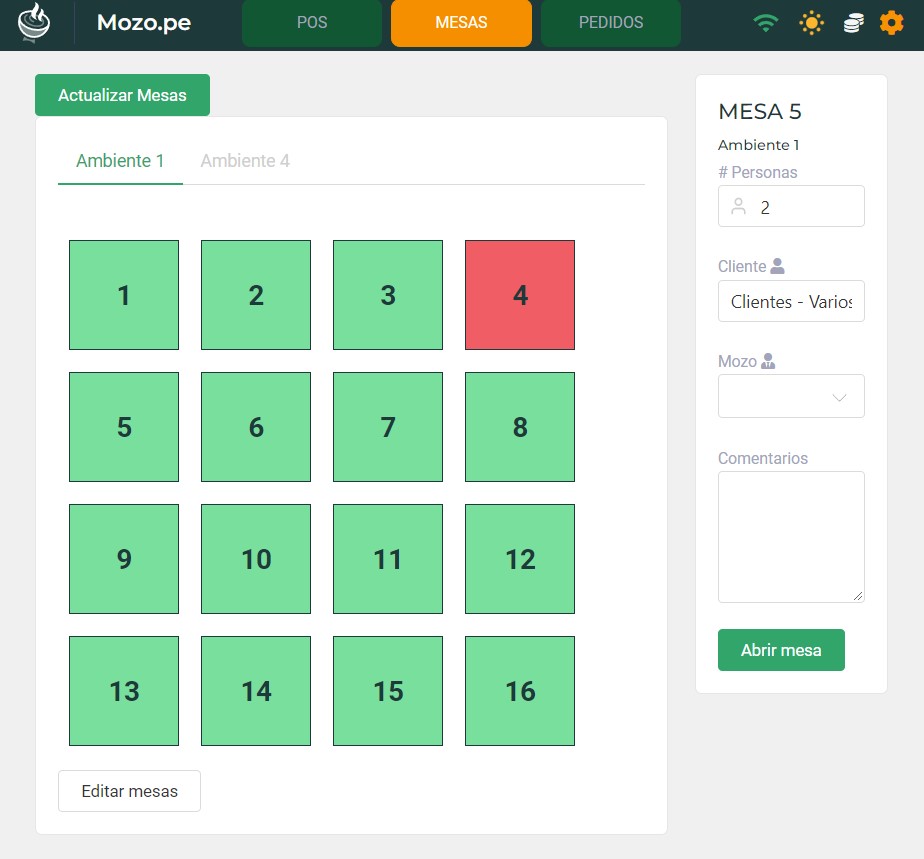 Mozo.pe
POS
MESAS
PEDIDOS
Actualizar Mesas
Ambiente 1
Ambiente 4
1
2
3
4
5
6
7
8
9
10
11
12
13
14
15
16
Editar mesas
MESA 5
Ambiente 1
# Personas
2
Cliente
Clientes - Varios
Mozo
Comentarios
Abrir mesa